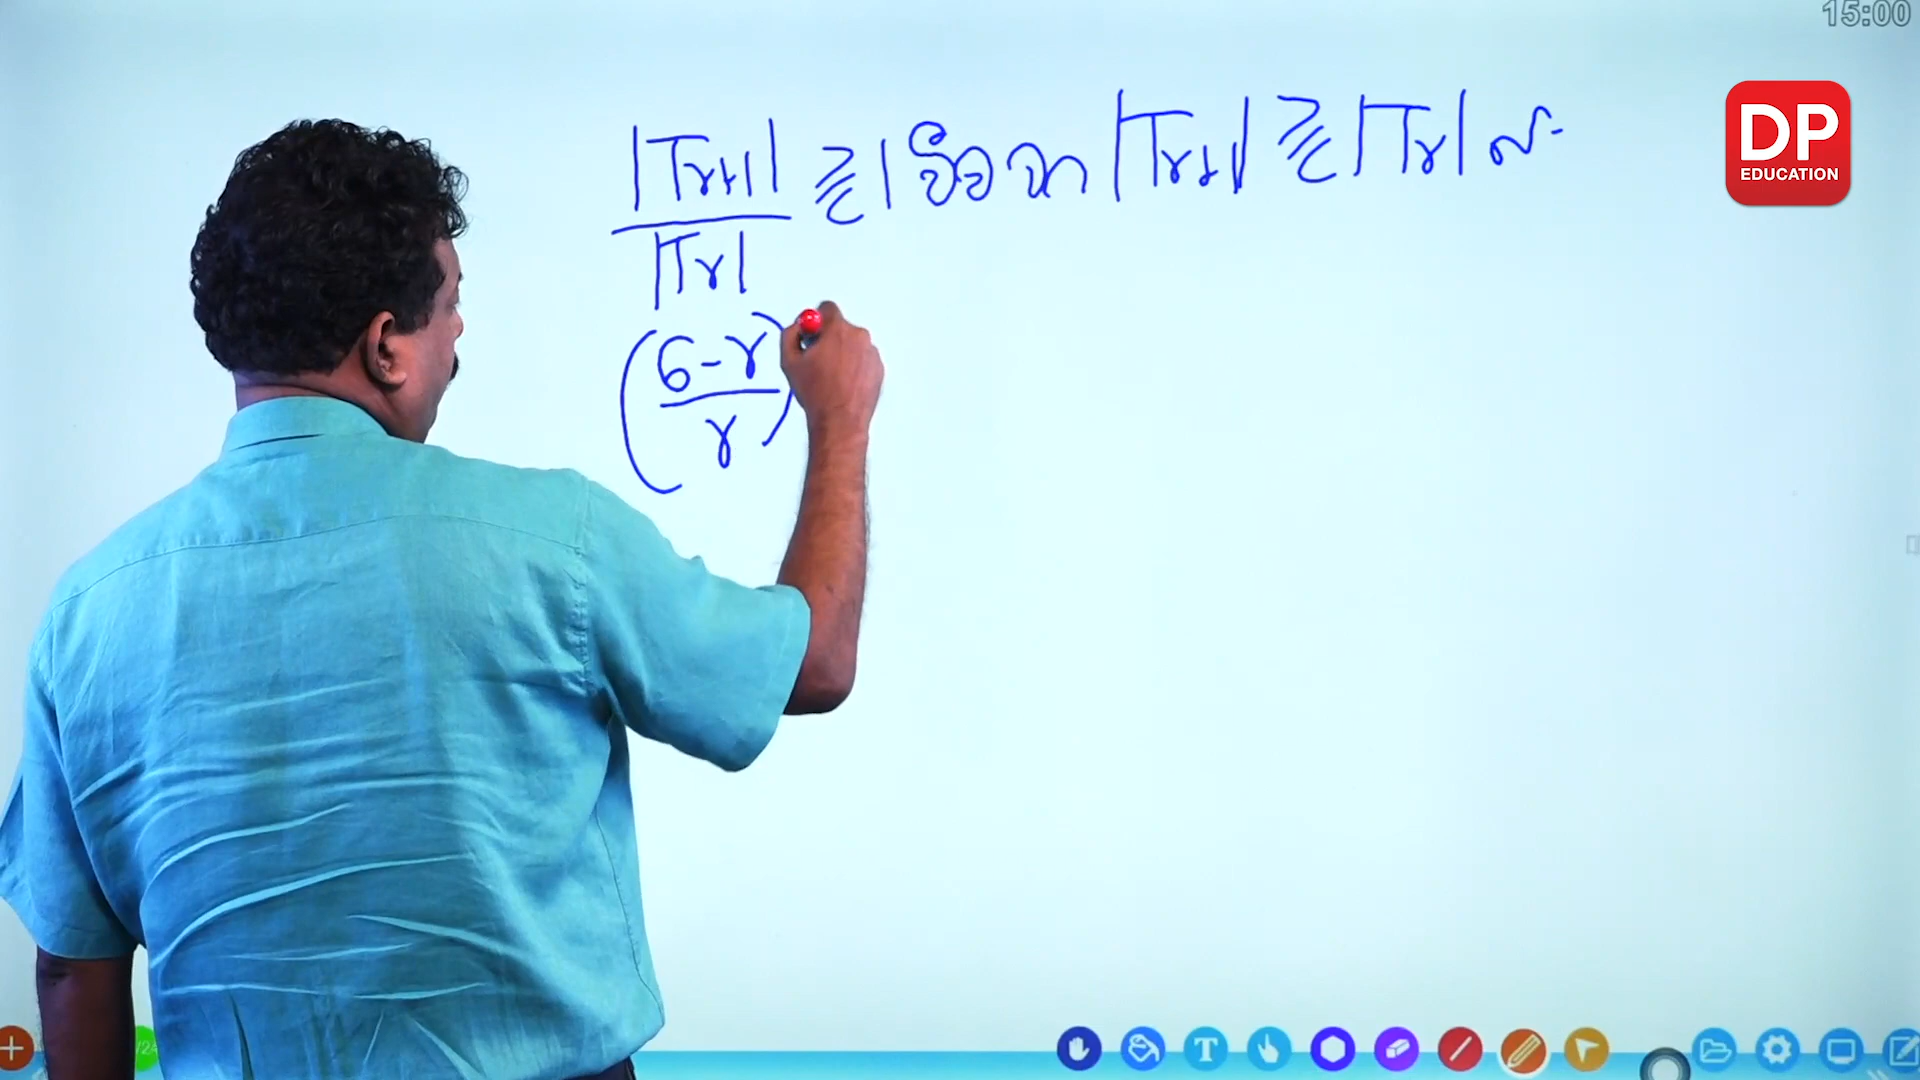 15:00
DP
EDUCATION
|Tr+1| / |Tr| ⋛ 1 විට |Tr+1| ⋛ |Tr| වේ.
((6-r)/r)
T